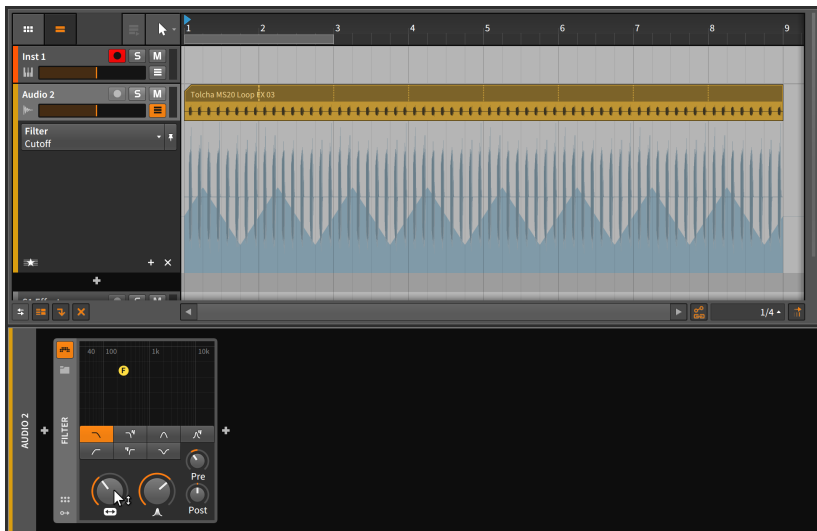 1 2 3 4 5 6 7 8 9
Inst 1 S M
Audio 2 S M
Tolcha MS20 Loop FX 03
Filter
Cutoff
1/4
40 100 1k 10k
F
AUDIO 2
FILTER
Pre
Post